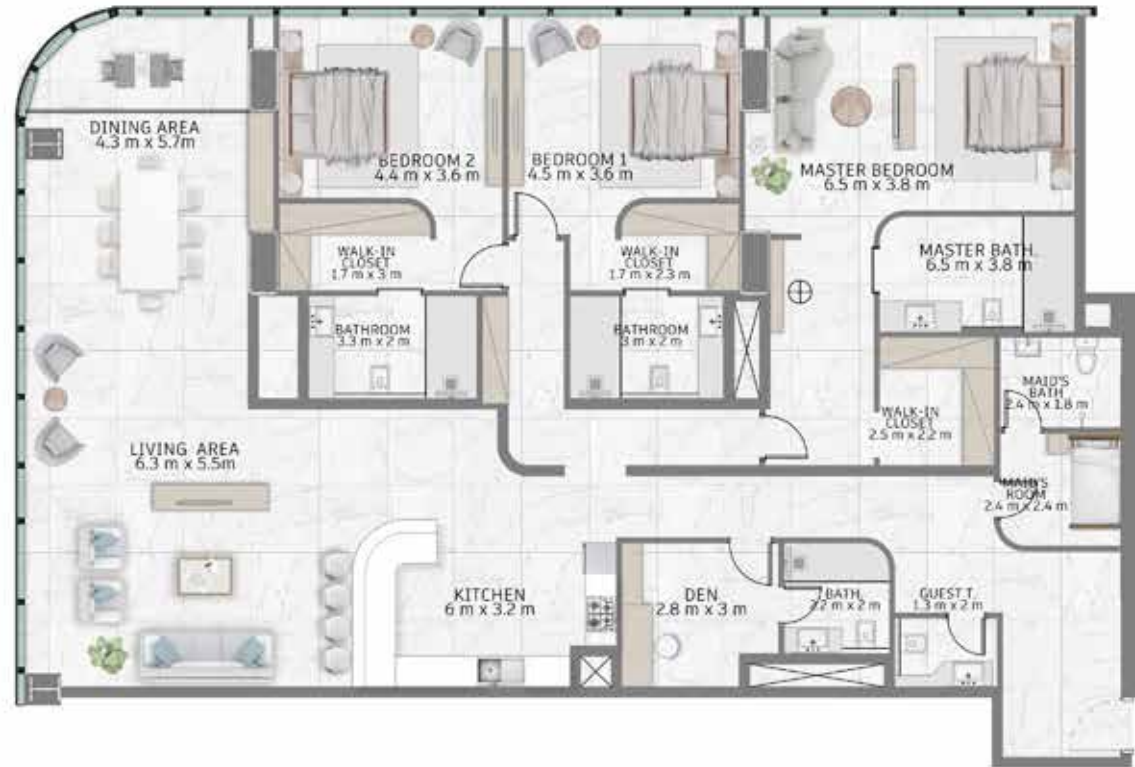 DINING AREA
4.3 m x 5.7m
BEDROOM 2
4.4 m x 3.6 m
BEDROOM 1
4.5 m x 3.6 m
MASTER BEDROOM
6.5 m x 3.8 m
WALK-IN
CLOSET
1.7 m x 3 m
WALK-IN
CLOSET
1.7 m x 2.3 m
MASTER BATH
6.5 m x 3.8 m
BATHROOM
3.3 m x 2 m
BATHROOM
3 m x 2 m
MAID'S
BATH
2.4 m x 1.8 m
WALK-IN
CLOSET
2.5 m x 2.2 m
LIVING AREA
6.3 m x 5.5m
MAID'S
ROOM
2.4 m x 2.4 m
KITCHEN
6 m x 3.2 m
DEN
2.8 m x 3 m
BATH
2.2 m x 2 m
GUEST T.
1.3 m x 2 m